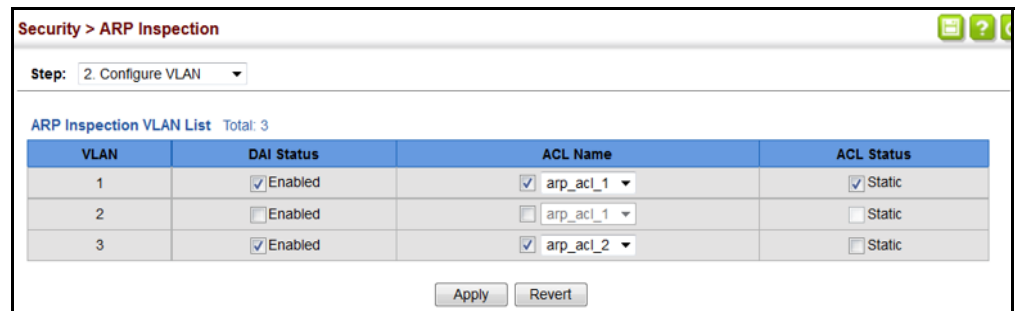 Security > ARP Inspection
?
Step: 2. Configure VLAN
ARP Inspection VLAN List Total: 3
VLAN DAI Status ACL Name ACL Status
1 Enabled arp_acl_1 Static
2 Enabled arp_acl_1 Static
3 Enabled arp_acl_2 Static
Apply Revert